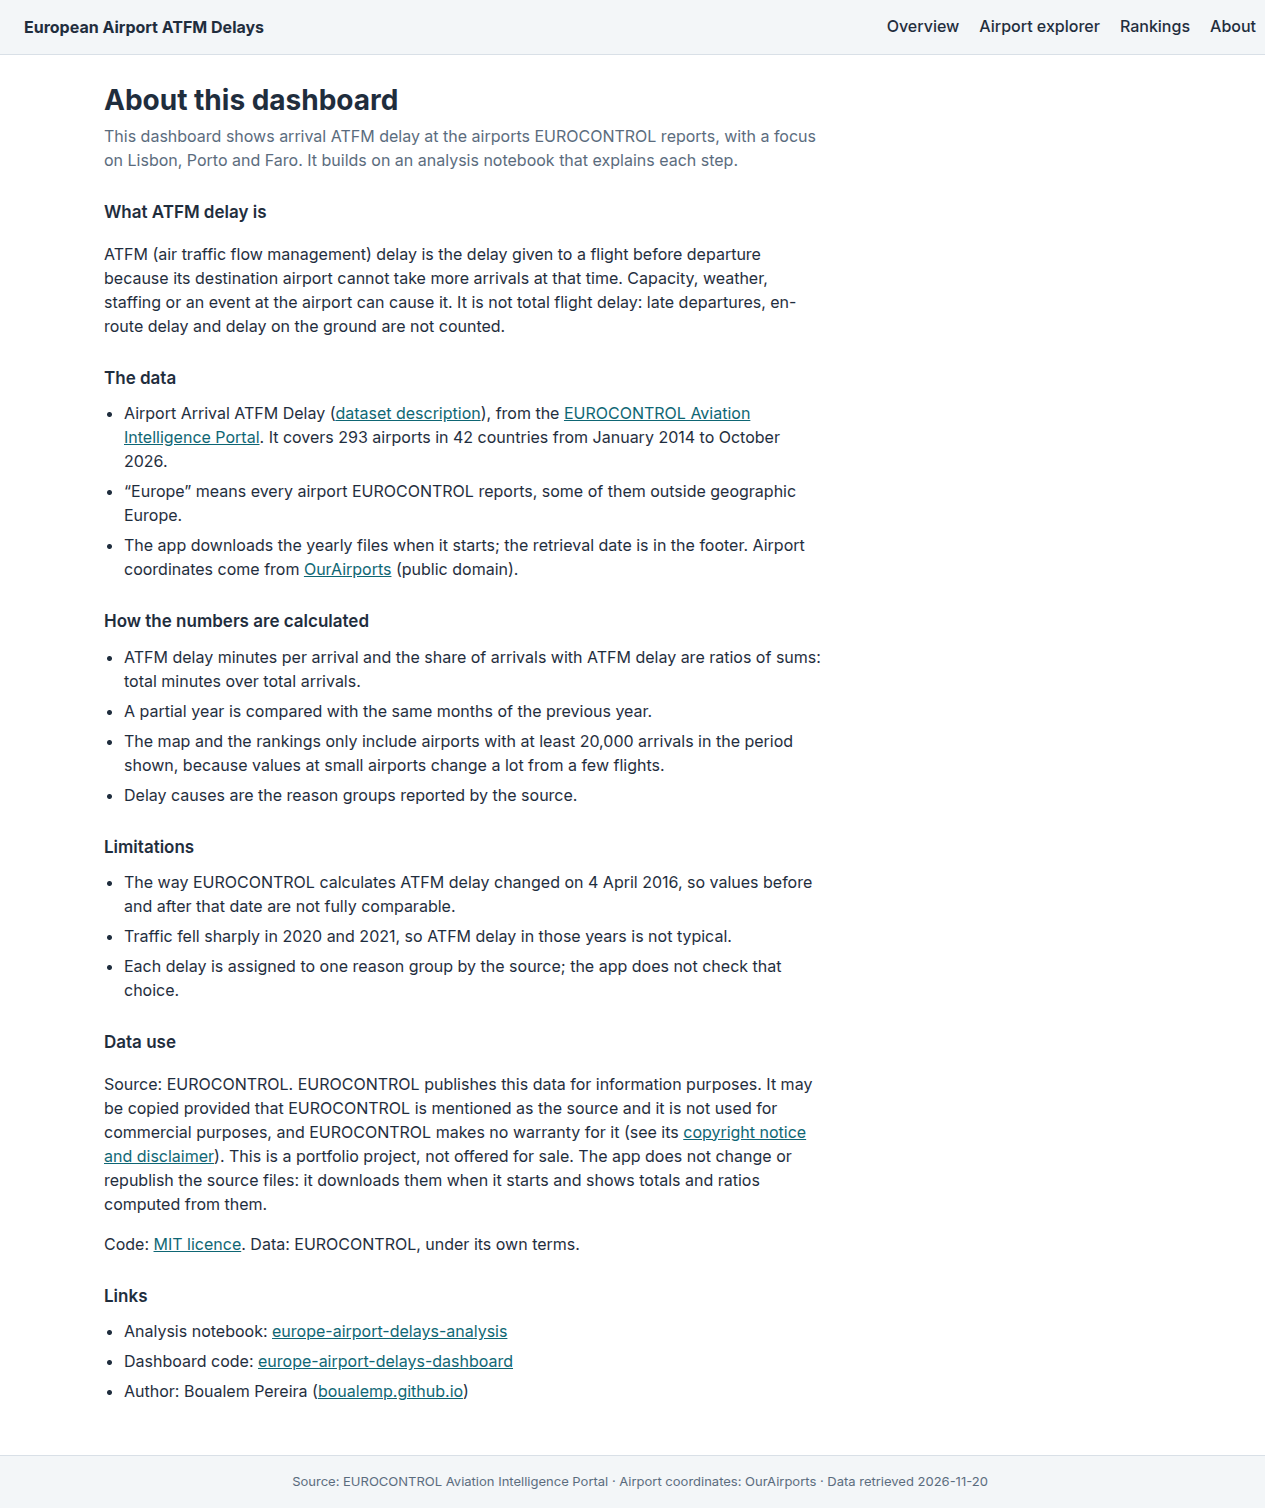 European Airport ATFM Delays
Overview Airport explorer Rankings About
About this dashboard
This dashboard shows arrival ATFM delay at the airports EUROCONTROL reports, with a focus
on Lisbon, Porto and Faro. It builds on an analysis notebook that explains each step.
What ATFM delay is
ATFM (air traffic flow management) delay is the delay given to a flight before departure
because its destination airport cannot take more arrivals at that time. Capacity, weather,
staffing or an event at the airport can cause it. It is not total flight delay: late departures, en-
route delay and delay on the ground are not counted.
The data
• Airport Arrival ATFM Delay (dataset description), from the EUROCONTROL Aviation
Intelligence Portal. It covers 293 airports in 42 countries from January 2014 to October
2026.
• “Europe” means every airport EUROCONTROL reports, some of them outside geographic
Europe.
• The app downloads the yearly files when it starts; the retrieval date is in the footer. Airport
coordinates come from OurAirports (public domain).
How the numbers are calculated
• ATFM delay minutes per arrival and the share of arrivals with ATFM delay are ratios of sums:
total minutes over total arrivals.
• A partial year is compared with the same months of the previous year.
• The map and the rankings only include airports with at least 20,000 arrivals in the period
shown, because values at small airports change a lot from a few flights.
• Delay causes are the reason groups reported by the source.
Limitations
• The way EUROCONTROL calculates ATFM delay changed on 4 April 2016, so values before
and after that date are not fully comparable.
• Traffic fell sharply in 2020 and 2021, so ATFM delay in those years is not typical.
• Each delay is assigned to one reason group by the source; the app does not check that
choice.
Data use
Source: EUROCONTROL. EUROCONTROL publishes this data for information purposes. It may
be copied provided that EUROCONTROL is mentioned as the source and it is not used for
commercial purposes, and EUROCONTROL makes no warranty for it (see its copyright notice
and disclaimer). This is a portfolio project, not offered for sale. The app does not change or
republish the source files: it downloads them when it starts and shows totals and ratios
computed from them.
Code: MIT licence. Data: EUROCONTROL, under its own terms.
Links
• Analysis notebook: europe-airport-delays-analysis
• Dashboard code: europe-airport-delays-dashboard
• Author: Boualem Pereira (boualemp.github.io)
Source: EUROCONTROL Aviation Intelligence Portal · Airport coordinates: OurAirports · Data retrieved 2026-11-20